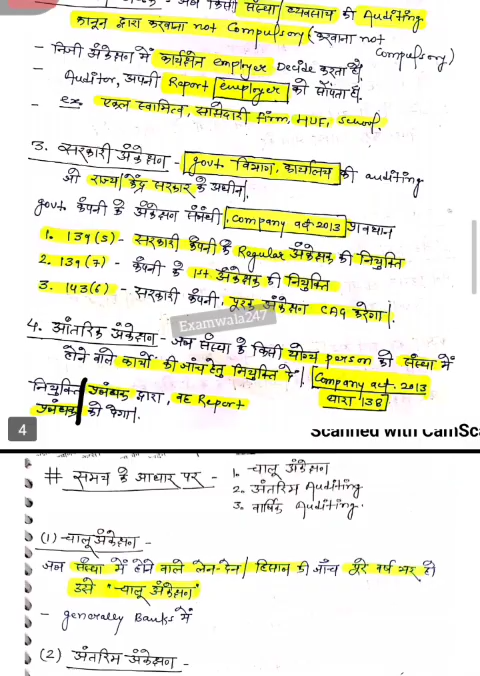 जब किसी संस्था/व्यवसाय की Auditing
कानून द्वारा करवाना not Compulsory (करवाना not Compulsory)
- निजी अंकेक्षण में कार्यक्षेत्र employer Decide करता है।
- Auditor, अपनी Report employer को सौंपता है.
- ex. एकल स्वामित्व, साझेदारी firm, HUF, School.
3. सरकारी अंकेक्षण - govt. विभाग, कार्यालय की auditing
जो राज्य/केंद्र सरकार के अधीन।
govt. कंपनी के अंकेक्षण संबंधी Company act 2013 प्रावधान
1. 139(5) - सरकारी कंपनी के Regular अंकेक्षक की नियुक्ति
2. 139(7) - कंपनी के 1st अंकेक्षक की नियुक्ति
3. 143(6) - सरकारी कंपनी, पूरक अंकेक्षण CAG करेगा।
Examwala247
4. आंतरिक अंकेक्षण - जब संस्था के किसी योग्य person को संस्था में
होने वाले कार्यों की जाँच हेतु नियुक्ति दें। Company act. 2013
धारा 138
नियुक्ति प्रबंधक द्वारा, वह Report
प्रबंधक को देगा।
4
Scanned with CamSc
# समय के आधार पर - 1. चालू अंकेक्षण
2. अंतरिम Auditing
3. वार्षिक Auditing.
(1) चालू अंकेक्षण -
जब संस्था में होने वाले लेन-देन/हिसाब की जाँच पूरे वर्ष भर हो
उसे "चालू अंकेक्षण"
- generally Banks में
(2) अंतरिम अंकेक्षण -